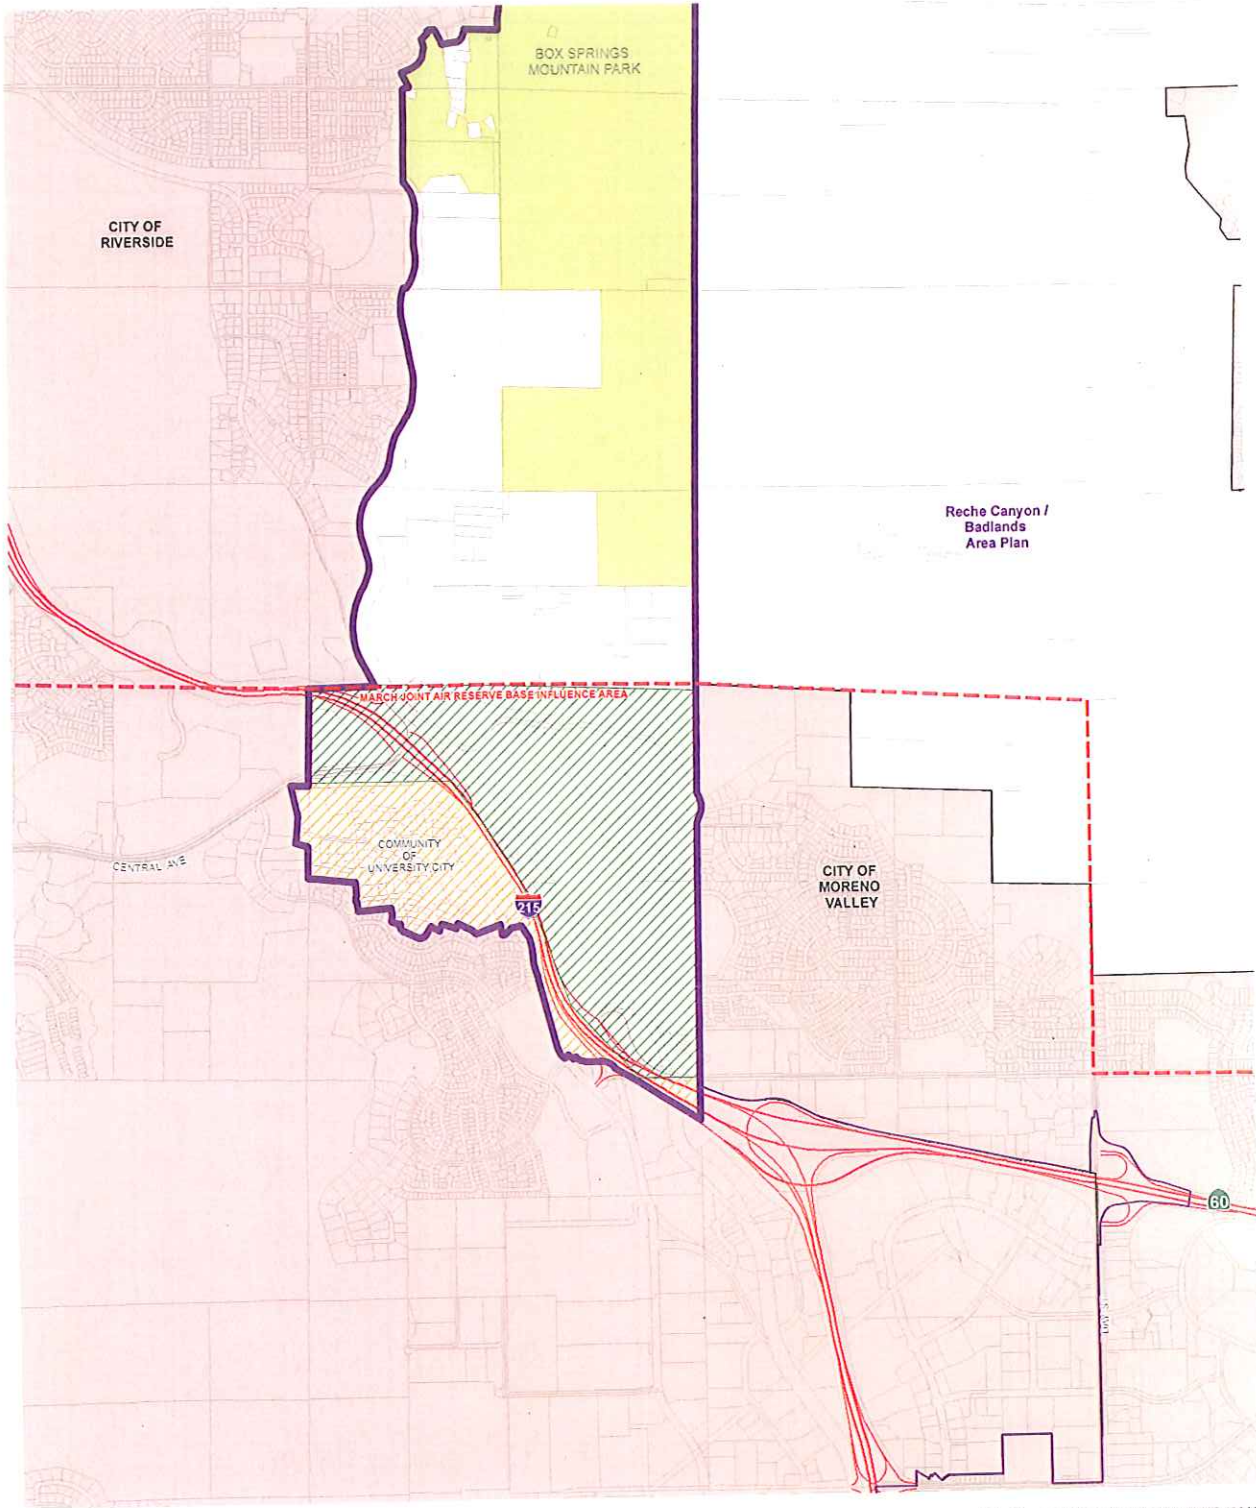 BOX SPRINGS
MOUNTAIN PARK
CITY OF
RIVERSIDE
Reche Canyon /
Badlands
Area Plan
MARCH JOINT AIR RESERVE BASE INFLUENCE AREA
COMMUNITY
OF
UNIVERSITY CITY
CENTRAL AVE
CITY OF
MORENO
VALLEY
215
60